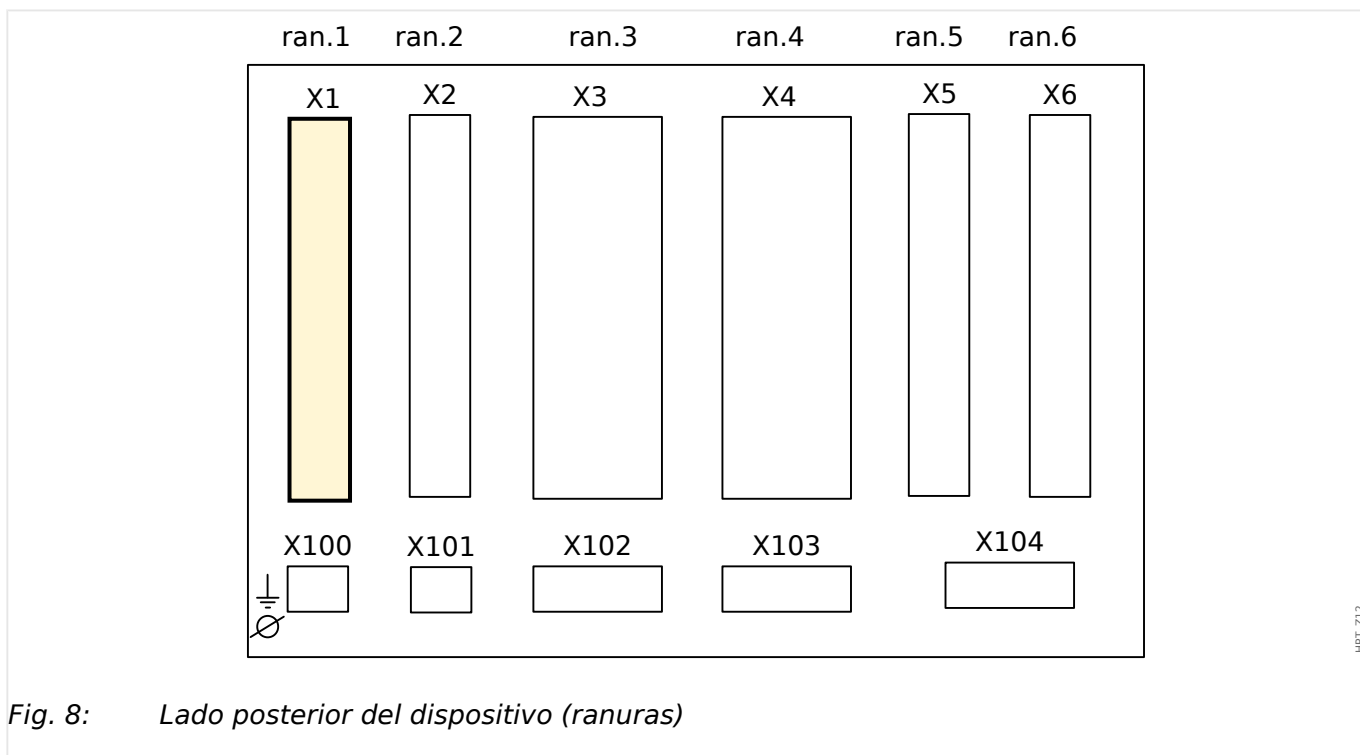 ran.1 ran.2 ran.3 ran.4 ran.5 ran.6
X1 X2 X3 X4 X5 X6
X100 X101 X102 X103 X104
Fig. 8: Lado posterior del dispositivo (ranuras)